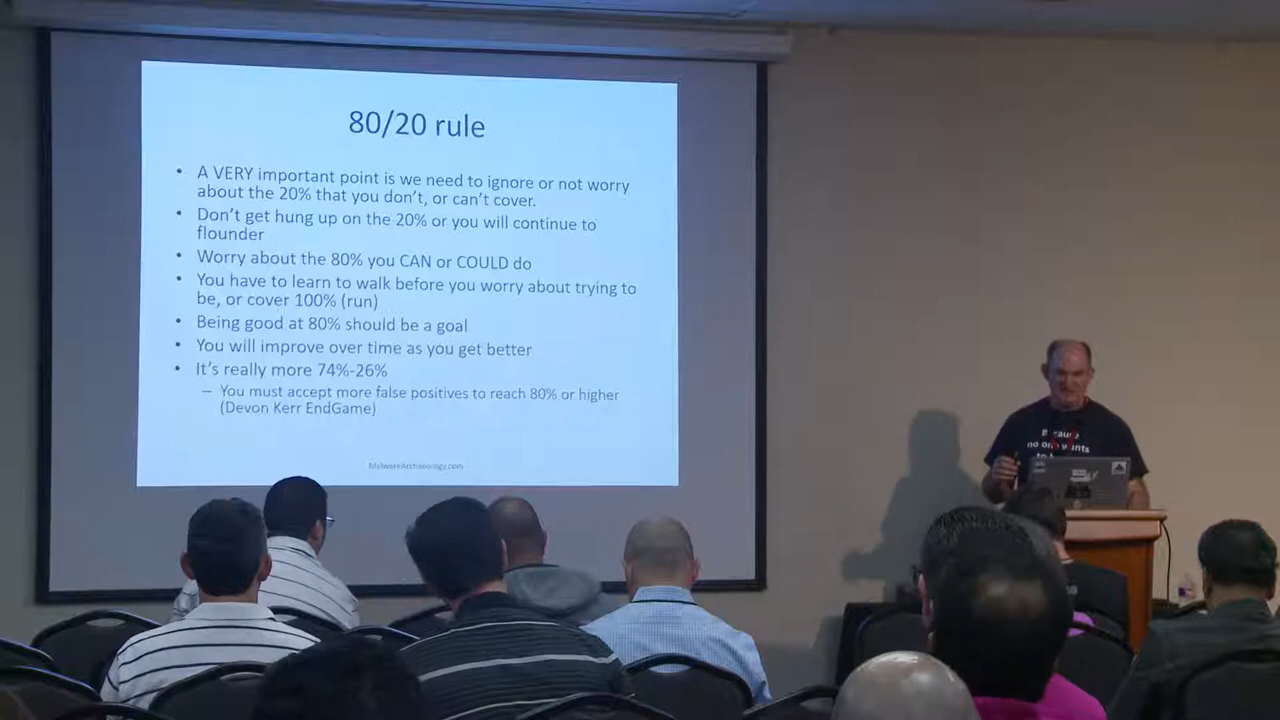 80/20 rule
• A VERY important point is we need to ignore or not worry
about the 20% that you don't, or can't cover.
• Don't get hung up on the 20% or you will continue to
flounder
• Worry about the 80% you CAN or COULD do
• You have to learn to walk before you worry about trying to
be, or cover 100% (run)
• Being good at 80% should be a goal
• You will improve over time as you get better
• It's really more 74%-26%
– You must accept more false positives to reach 80% or higher
(Devon Kerr EndGame)
MalwareArchaeology.com
Because
no one wants